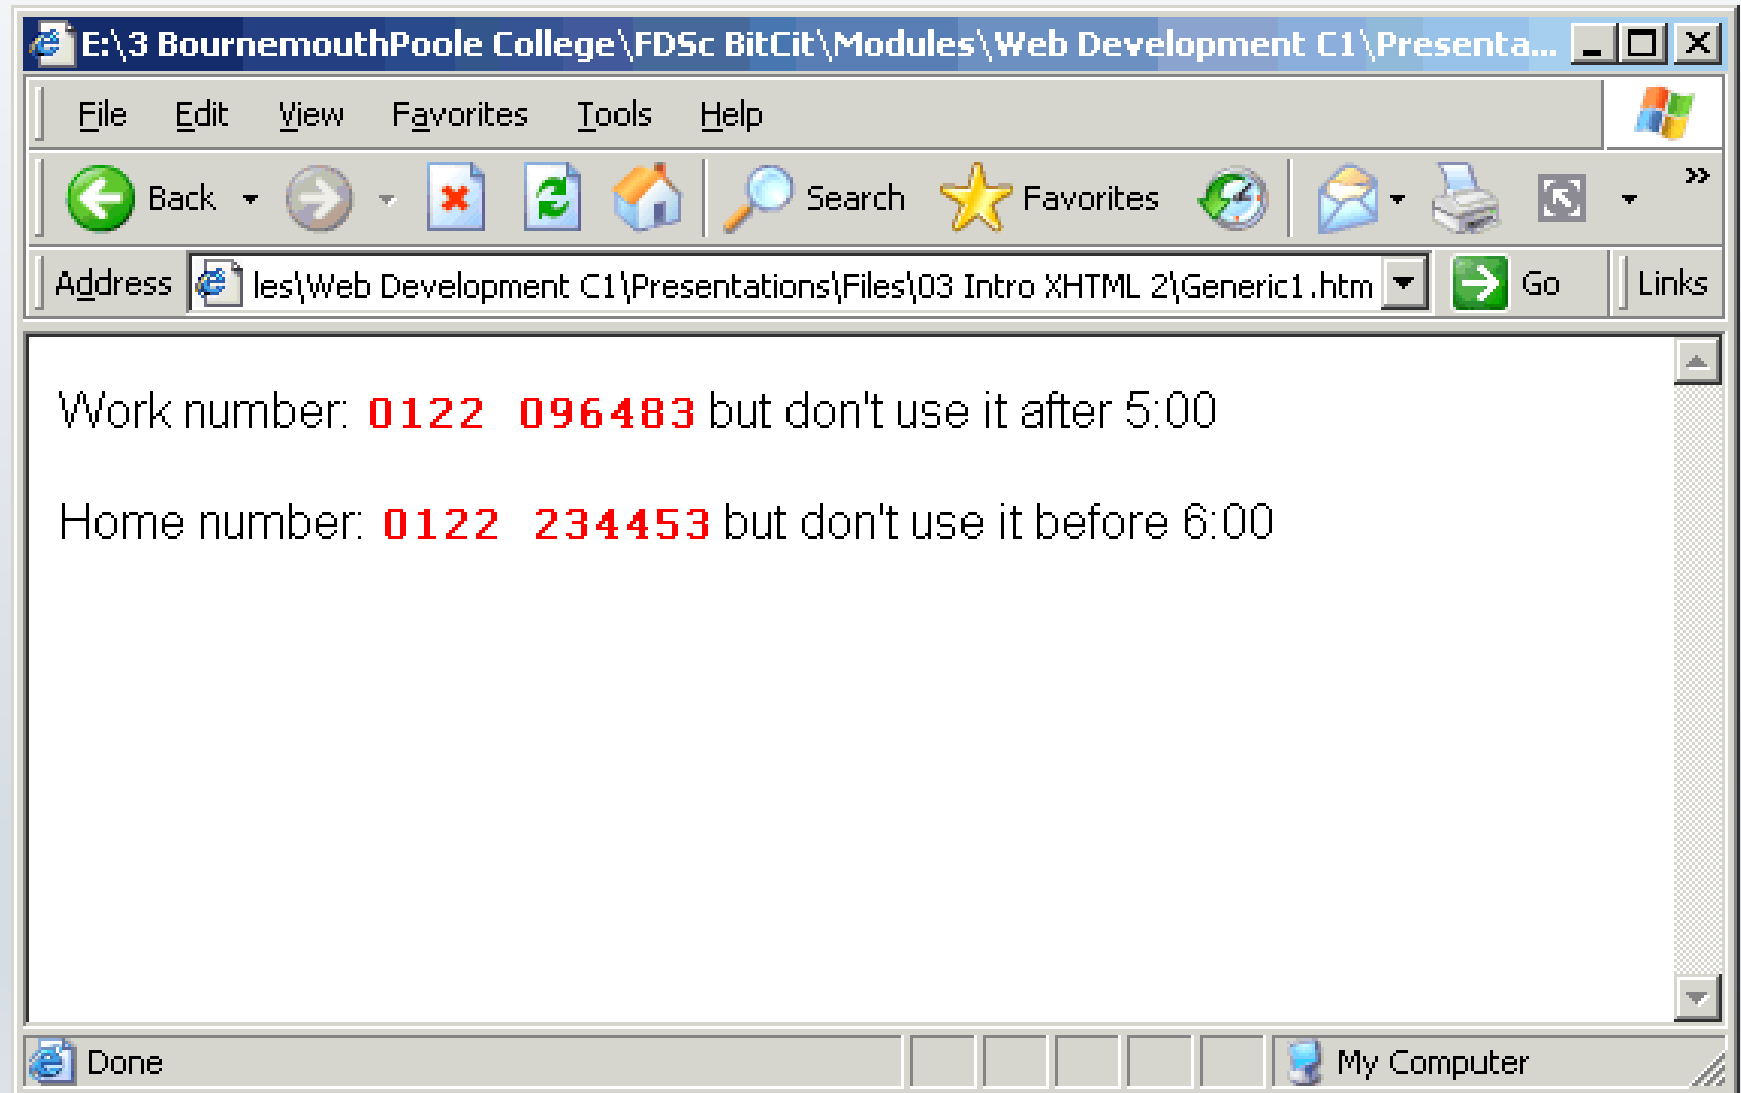 E:\3 BournemouthPoole College\FDSc BitCit\Modules\Web Development C1\Presenta...
File Edit View Favorites Tools Help
Back Search Favorites »
Address les\Web Development C1\Presentations\Files\03 Intro XHTML 2\Generic1.htm Go Links
Work number: 0122 096483 but don't use it after 5:00
Home number: 0122 234453 but don't use it before 6:00
Done My Computer